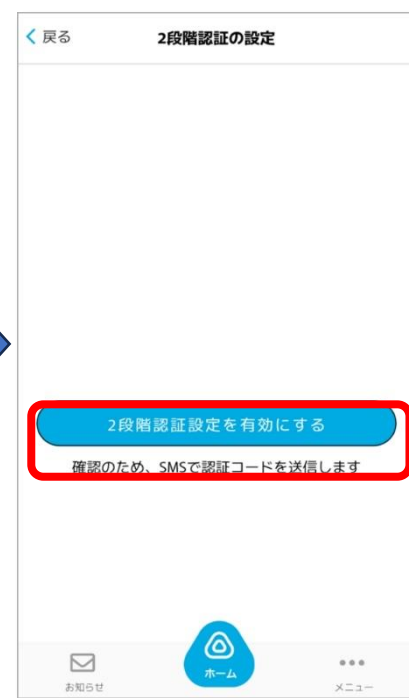 戻る
2段階認証の設定
2段階認証設定を有効にする
確認のため、SMSで認証コードを送信します
お知らせ
ホーム
メニュー